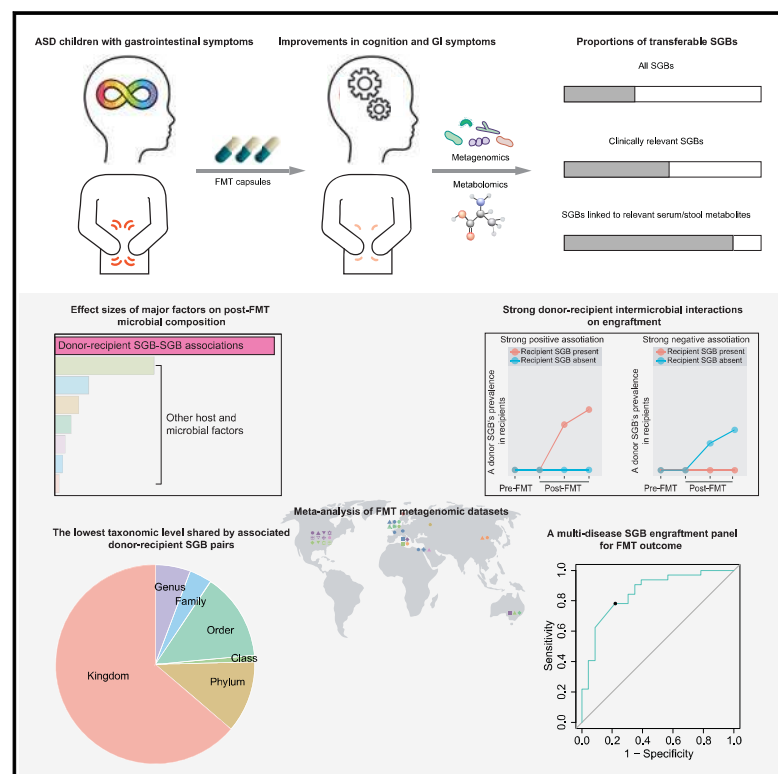 ASD children with gastrointestinal symptoms
Improvements in cognition and GI symptoms
Proportions of transferable SGBs
All SGBs
FMT capsules
Metagenomics
Metabolomics
Clinically relevant SGBs
SGBs linked to relevant serum/stool metabolites
Effect sizes of major factors on post-FMT
microbial composition
Donor-recipient SGB-SGB associations
Other host and
microbial factors
Strong donor-recipient intermicrobial interactions
on engraftment
Strong positive assotiation
Recipient SGB present
Recipient SGB absent
Strong negative assotiation
Recipient SGB present
Recipient SGB absent
A donor SGB's prevalence
in recipients
Pre-FMT
Post-FMT
A donor SGB's prevalence
in recipients
Pre-FMT
Post-FMT
Meta-analysis of FMT metagenomic datasets
The lowest taxonomic level shared by associated
donor-recipient SGB pairs
Genus
Family
Order
Class
Phylum
Kingdom
A multi-disease SGB engraftment panel
for FMT outcome
Sensitivity
1.0
0.8
0.6
0.4
0.2
0.0
0.0 0.2 0.4 0.6 0.8 1.0
1 − Specificity